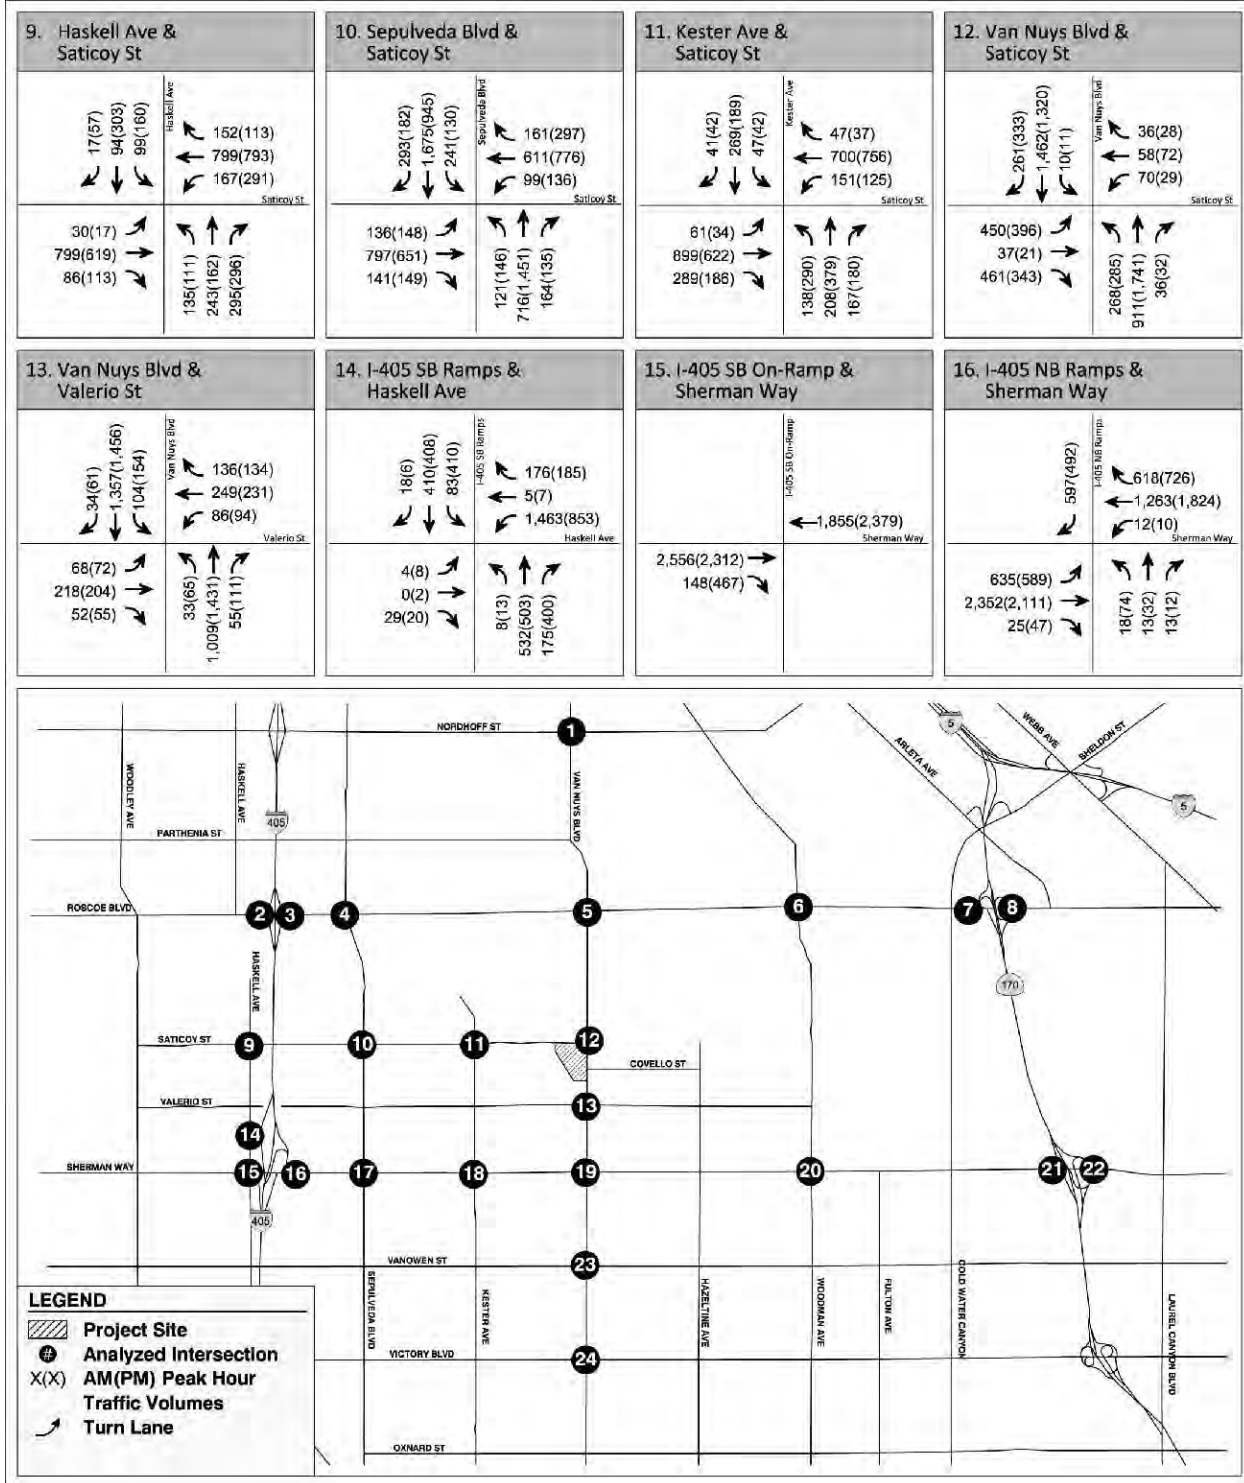 9. Haskell Ave &
Saticoy St
17(57)
94(303)
99(160)
Haskell Ave
152(113)
799(793)
167(291)
Saticoy St
30(17)
799(619)
86(113)
135(111)
243(162)
295(296)
10. Sepulveda Blvd &
Saticoy St
293(182)
1,675(945)
241(130)
Sepulveda Blvd
161(297)
611(776)
99(136)
Saticoy St
136(148)
797(651)
141(149)
121(146)
716(1,451)
164(135)
11. Kester Ave &
Saticoy St
41(42)
269(189)
47(42)
Kester Ave
47(37)
700(756)
151(125)
Saticoy St
61(34)
899(622)
289(186)
138(290)
208(379)
167(180)
12. Van Nuys Blvd &
Saticoy St
261(333)
1,462(1,320)
10(11)
Van Nuys Blvd
36(28)
58(72)
70(29)
Saticoy St
450(396)
37(21)
461(343)
268(285)
911(1,741)
36(32)
13. Van Nuys Blvd &
Valerio St
34(61)
1,357(1,456)
104(154)
Van Nuys Blvd
136(134)
249(231)
86(94)
Valerio St
68(72)
218(204)
52(55)
33(65)
1,009(1,431)
55(111)
14. I-405 SB Ramps &
Haskell Ave
18(6)
410(408)
83(410)
I-405 SB Ramps
176(185)
5(7)
1,463(853)
Haskell Ave
4(8)
0(2)
29(20)
8(13)
532(503)
175(400)
15. I-405 SB On-Ramp &
Sherman Way
I-405 SB On-Ramp
1,855(2,379)
Sherman Way
2,556(2,312)
148(467)
16. I-405 NB Ramps &
Sherman Way
597(492)
I-405 NB Ramps
618(726)
1,263(1,824)
12(10)
Sherman Way
635(589)
2,352(2,111)
25(47)
18(74)
13(32)
13(12)
NORDHOFF ST
1
5
WEBB AVE
SHELDON ST
ARLETA AVE
WOODLEY AVE
HASKELL AVE
VAN NUYS BLVD
5
405
PARTHENIA ST
ROSCOE BLVD
2
3
4
5
6
7
8
HASKELL AVE
170
SATICOY ST
9
10
11
12
COVELLO ST
VALERIO ST
13
14
SHERMAN WAY
15
16
17
18
19
20
21
22
405
VANOWEN ST
23
SEPULVEDA BLVD
KESTER AVE
HAZELTINE AVE
WOODMAN AVE
FULTON AVE
COLD WATER CANYON
LAUREL CANYON BLVD
VICTORY BLVD
24
OXNARD ST
LEGEND
Project Site
# Analyzed Intersection
X(X) AM(PM) Peak Hour
Traffic Volumes
Turn Lane